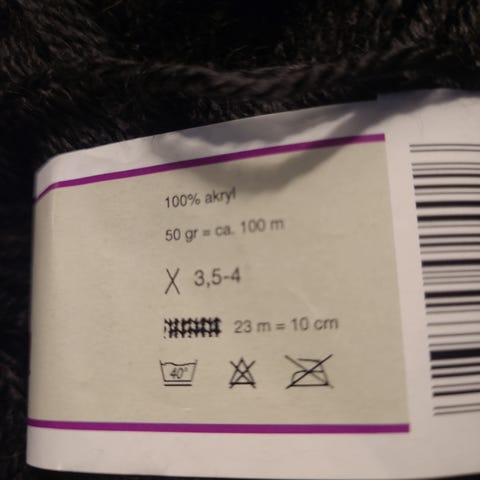 100% akryl
50 gr = ca. 100 m
3,5-4
23 m = 10 cm
40°